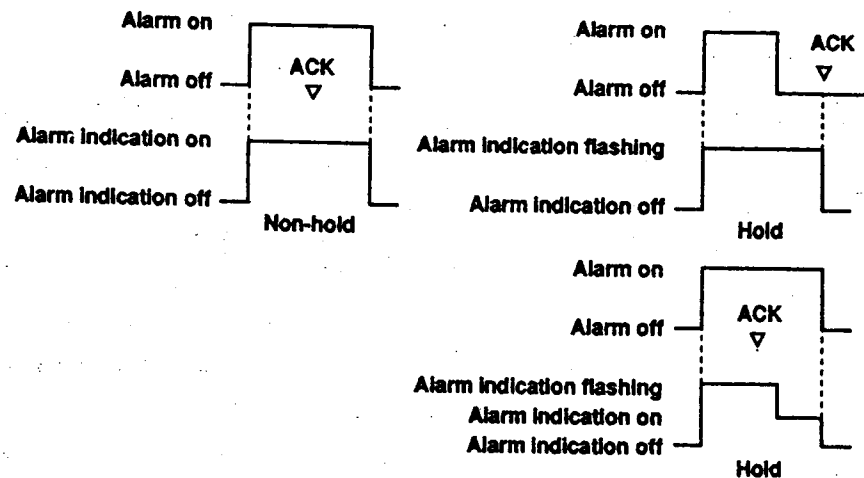 Alarm on
ACK
Alarm off
Alarm indication on
Alarm indication off
Non-hold
Alarm on
ACK
Alarm off
Alarm indication flashing
Alarm indication off
Hold
Alarm on
ACK
Alarm off
Alarm indication flashing
Alarm indication on
Alarm indication off
Hold